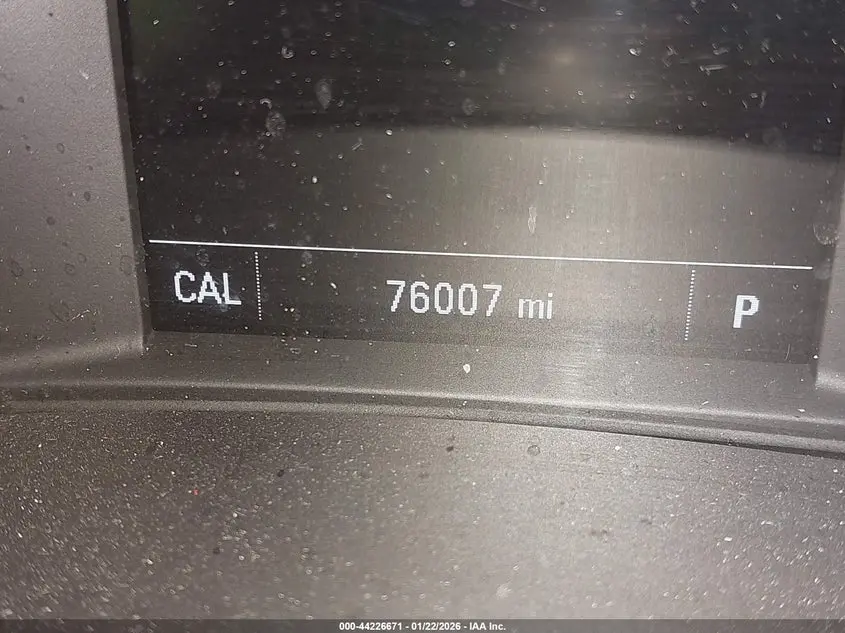 CAL 76007 mi P
000-44226671 - 01/22/2026 - IAA Inc.